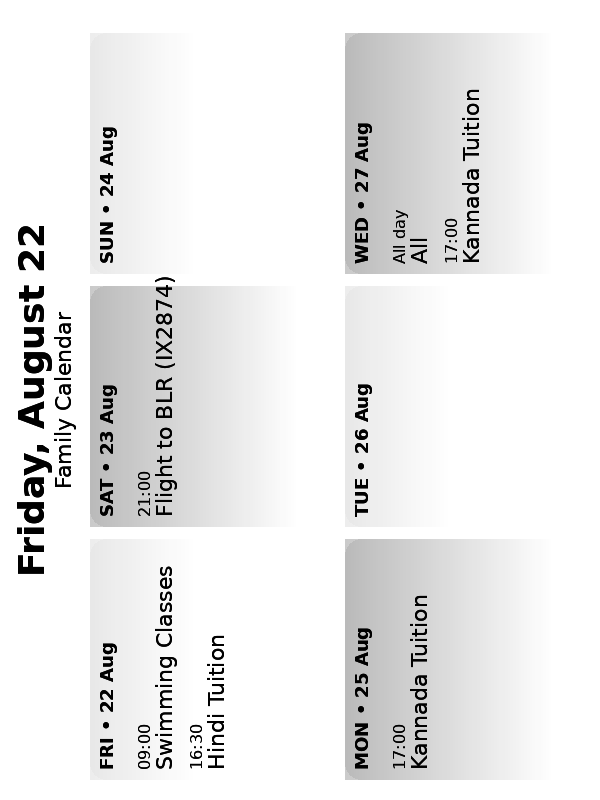 Friday, August 22
Family Calendar
FRI • 22 Aug
09:00
Swimming Classes
16:30
Hindi Tuition
SAT • 23 Aug
21:00
Flight to BLR (IX2874)
SUN • 24 Aug
MON • 25 Aug
17:00
Kannada Tuition
TUE • 26 Aug
WED • 27 Aug
All day
All
17:00
Kannada Tuition